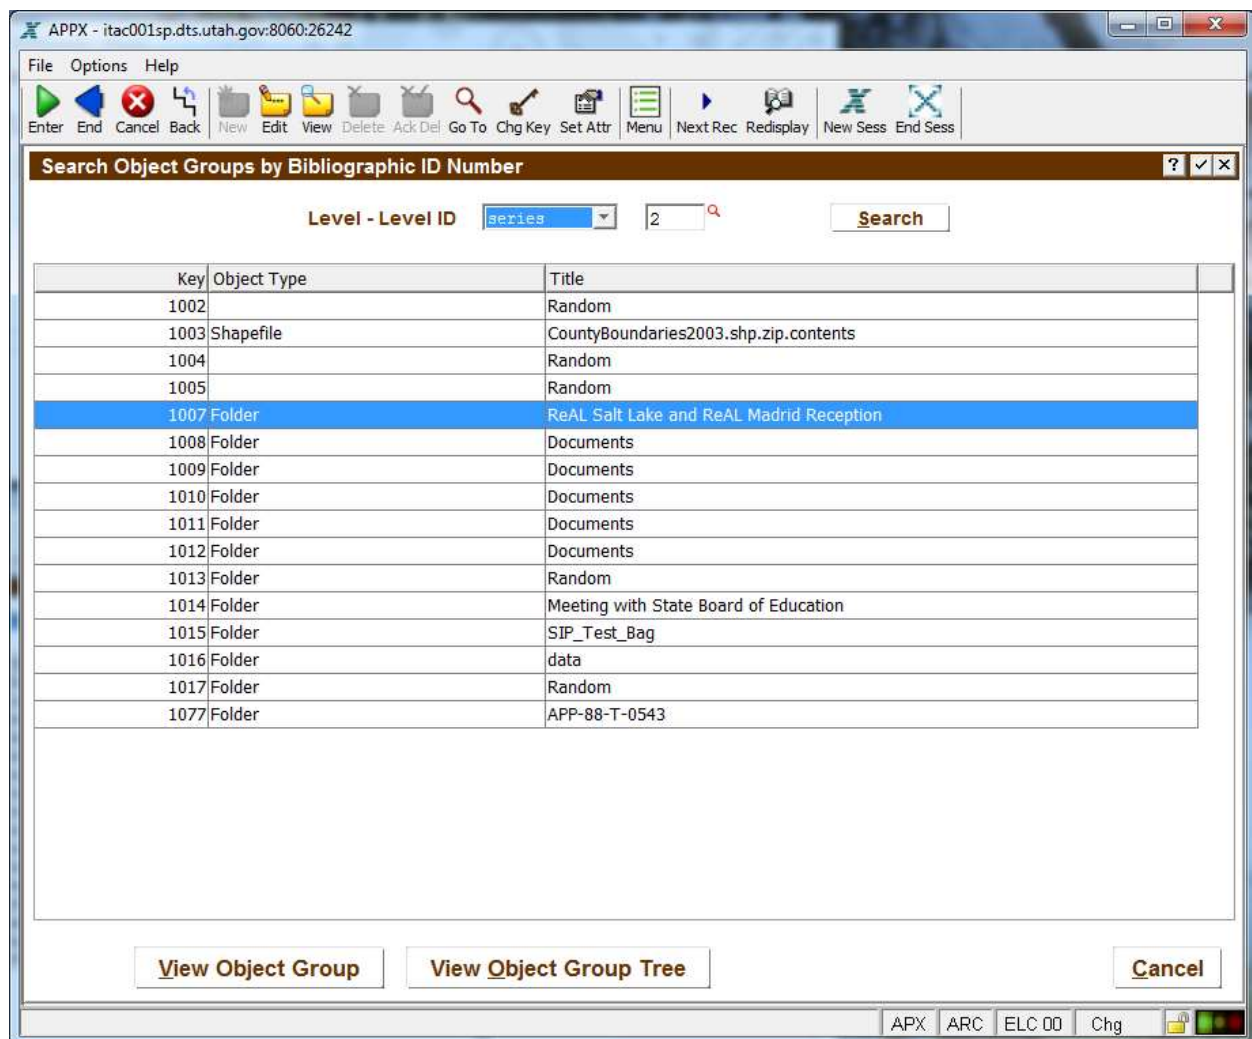 APPX - itac001sp.dts.utah.gov:8060:26242
File Options Help
Enter End Cancel Back New Edit View Delete Ack Del Go To Chg Key Set Attr Menu Next Rec Redisplay New Sess End Sess
Search Object Groups by Bibliographic ID Number ?
Level - Level ID series 2 Search
Key Object Type Title
1002 Random
1003 Shapefile CountyBoundaries2003.shp.zip.contents
1004 Random
1005 Random
1007 Folder ReAL Salt Lake and ReAL Madrid Reception
1008 Folder Documents
1009 Folder Documents
1010 Folder Documents
1011 Folder Documents
1012 Folder Documents
1013 Folder Random
1014 Folder Meeting with State Board of Education
1015 Folder SIP_Test_Bag
1016 Folder data
1017 Folder Random
1077 Folder APP-88-T-0543
View Object Group View Object Group Tree Cancel
APX ARC ELC 00 Chg